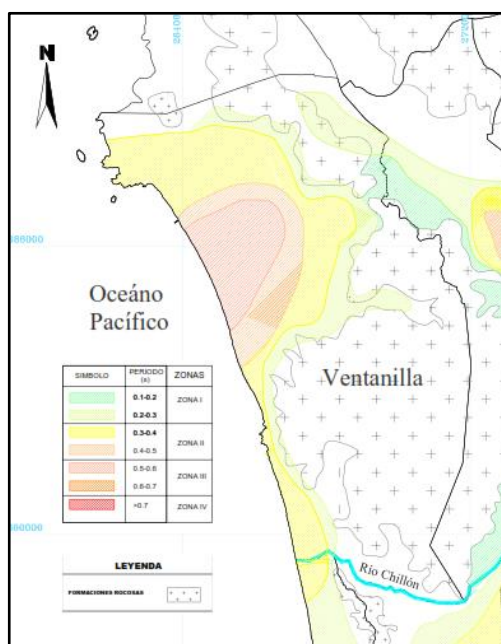 N
Oceáno
Pacífico
Ventanilla
Río Chillón
SIMBOLO PERIODO (s) ZONAS
0.1-0.2
0.2-0.3
ZONA I
0.3-0.4
0.4-0.5
ZONA II
0.5-0.6
0.6-0.7
ZONA III
>0.7 ZONA IV
LEYENDA
FORMACIONES ROCOSAS